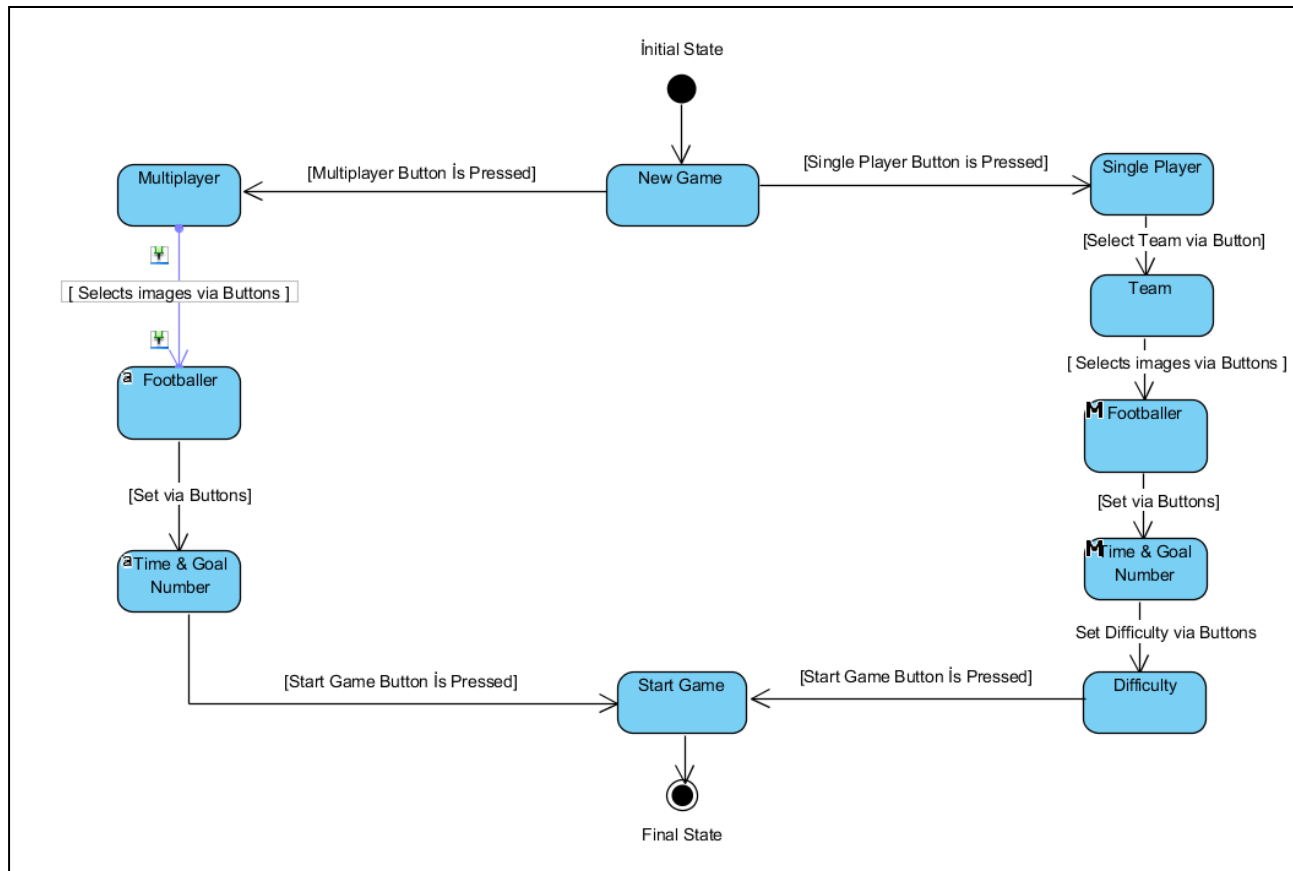 İnitial State
[Multiplayer Button İs Pressed]
[Single Player Button is Pressed]
Multiplayer
New Game
Single Player
[Select Team via Button]
[ Selects images via Buttons ]
Team
[ Selects images via Buttons ]
a
Footballer
M
Footballer
[Set via Buttons]
[Set via Buttons]
a
Time & Goal
Number
M
Time & Goal
Number
Set Difficulty via Buttons
[Start Game Button İs Pressed]
[Start Game Button İs Pressed]
Start Game
Difficulty
Final State